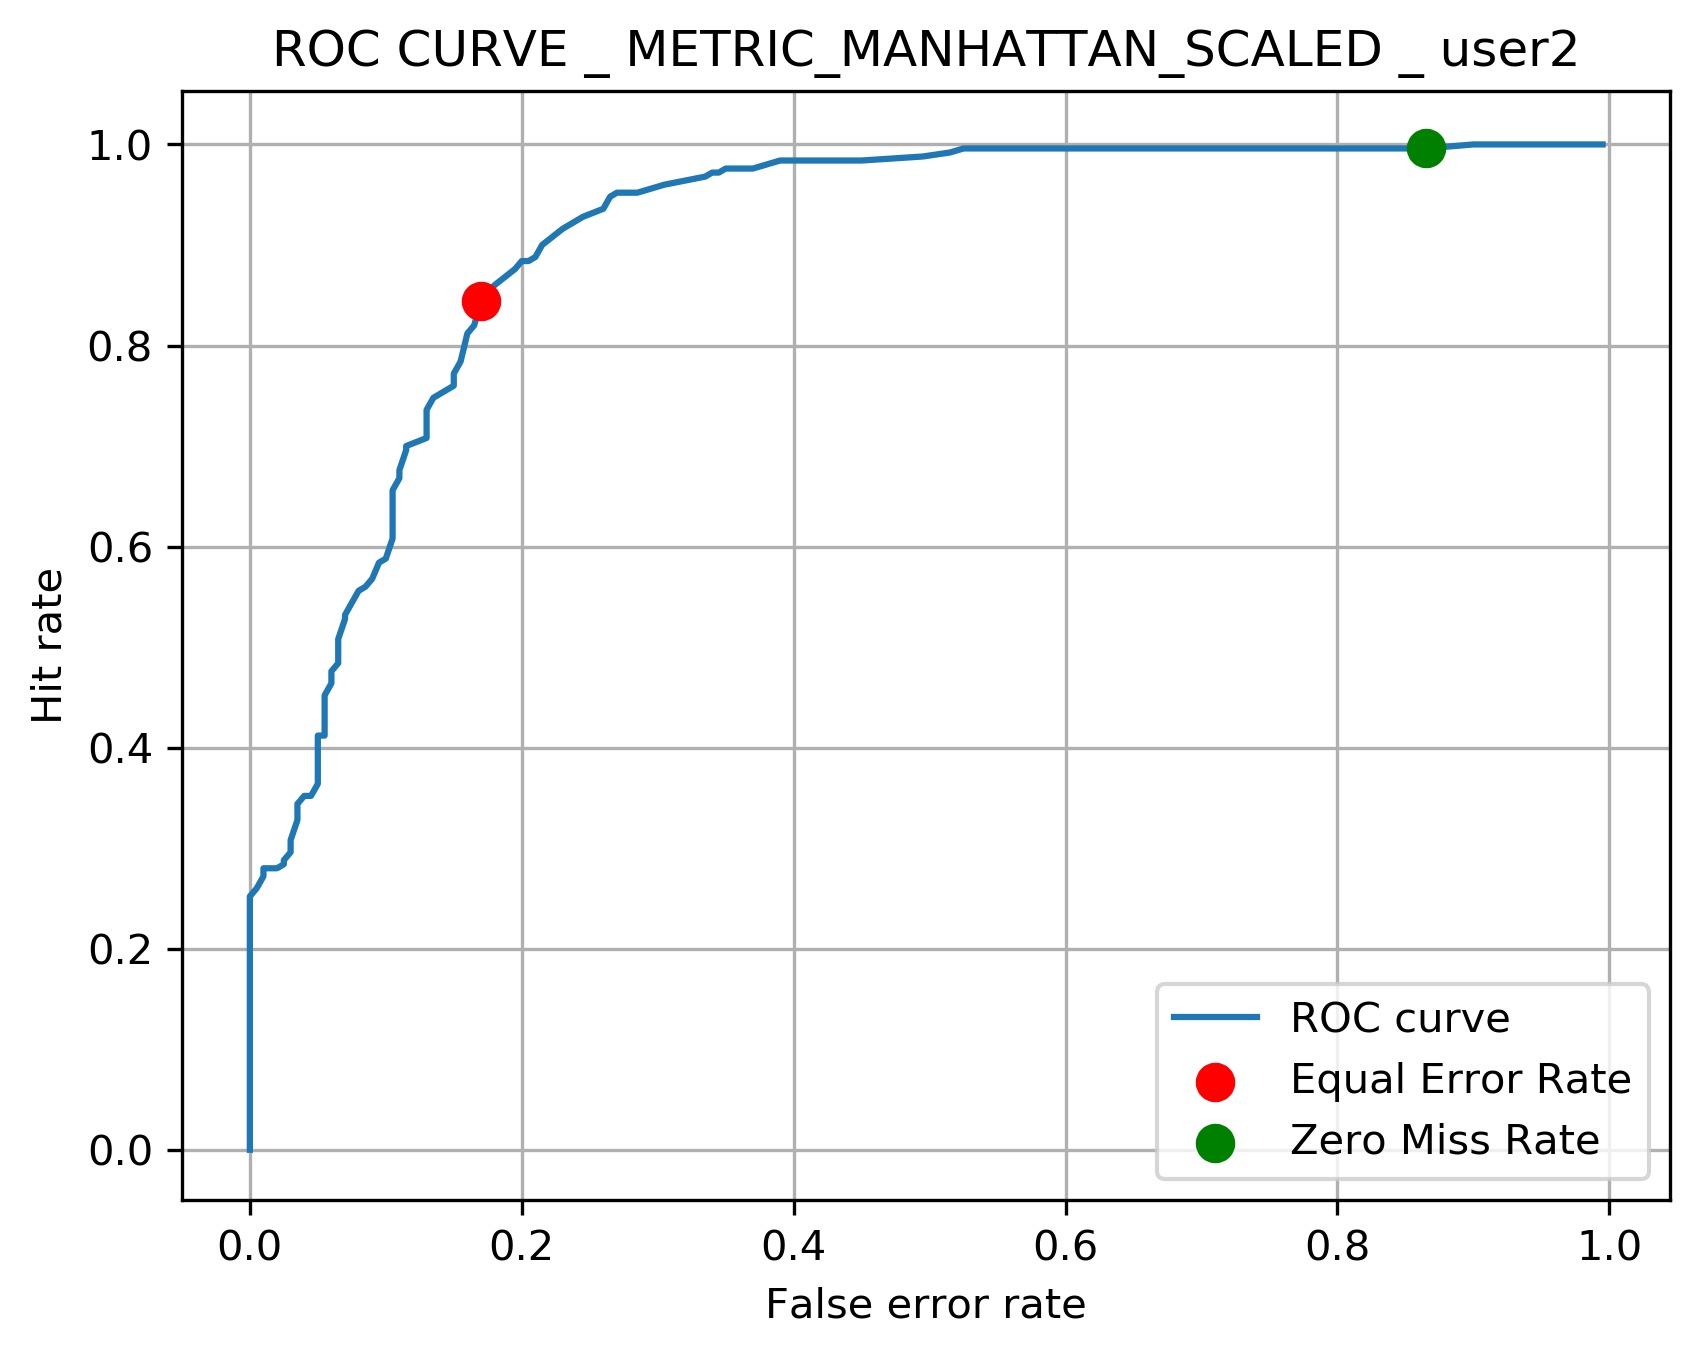 ROC CURVE _ METRIC_MANHATTAN_SCALED _ user2
1.0
0.8
0.6
0.4
0.2
0.0
Hit rate
ROC curve
Equal Error Rate
Zero Miss Rate
0.0 0.2 0.4 0.6 0.8 1.0
False error rate